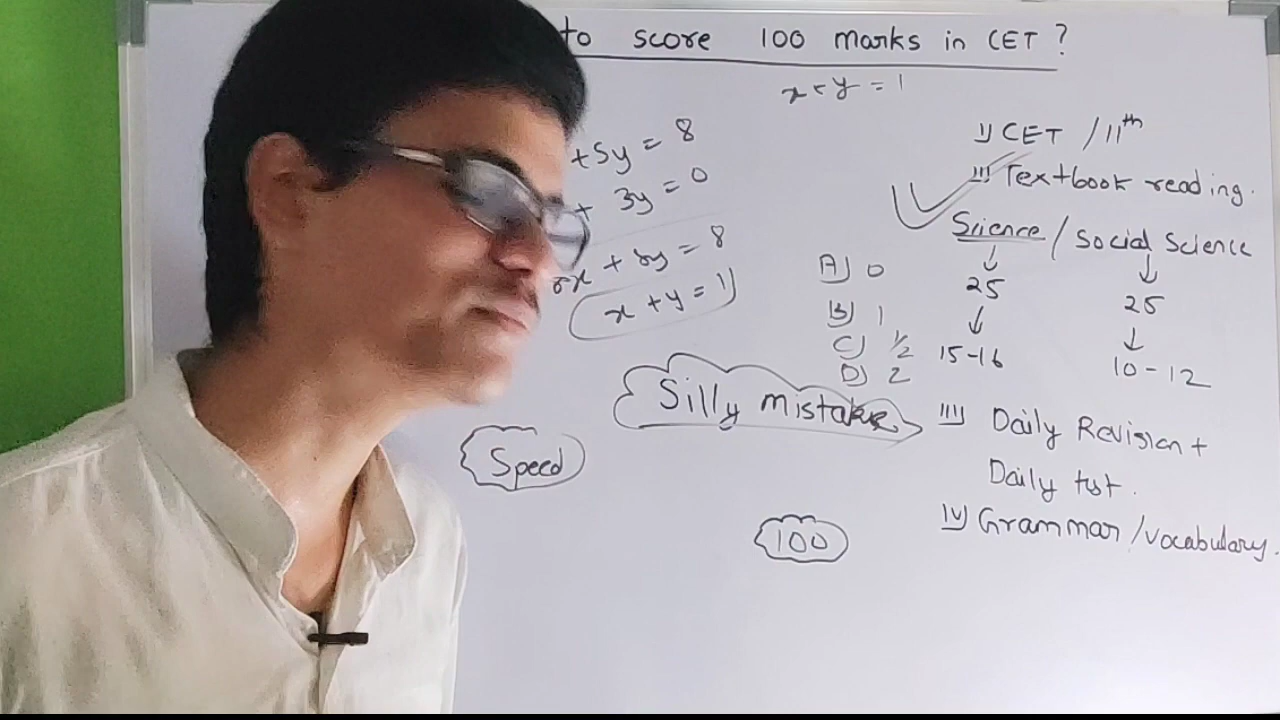 to score 100 marks in CET ?
x + y = 1
+ 5y = 8
+ 3y = 0
x + 8y = 8
x + y = 1
A) 0
B) 1
C) 1/2
D) 2
Silly mistake
Speed
100
I) CET / 11th
II) Textbook reading.
Science / Social Science
25 25
15-16 10-12
III) Daily Revision +
Daily test.
IV) Grammar / vocabulary.